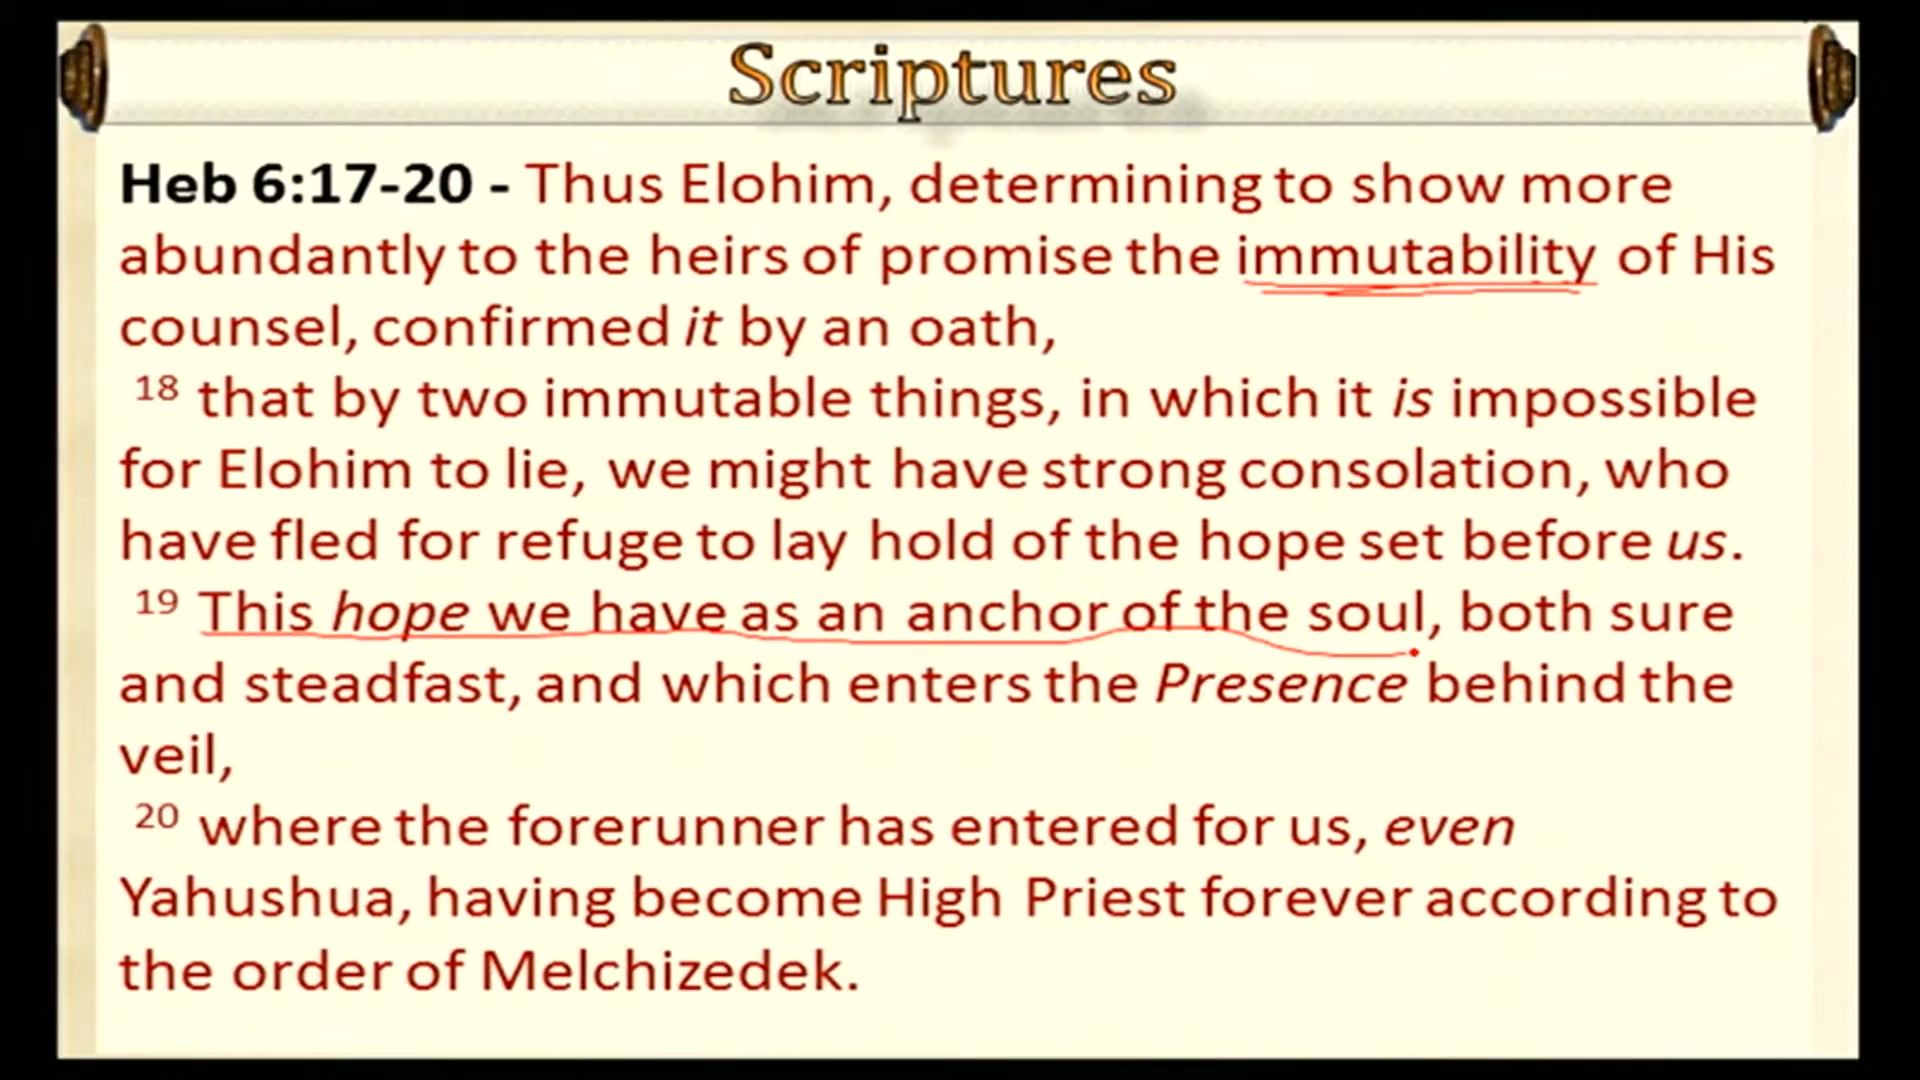 Scriptures
Heb 6:17-20 - Thus Elohim, determining to show more
abundantly to the heirs of promise the immutability of His
counsel, confirmed it by an oath,
18 that by two immutable things, in which it is impossible
for Elohim to lie, we might have strong consolation, who
have fled for refuge to lay hold of the hope set before us.
19 This hope we have as an anchor of the soul, both sure
and steadfast, and which enters the Presence behind the
veil,
20 where the forerunner has entered for us, even
Yahushua, having become High Priest forever according to
the order of Melchizedek.